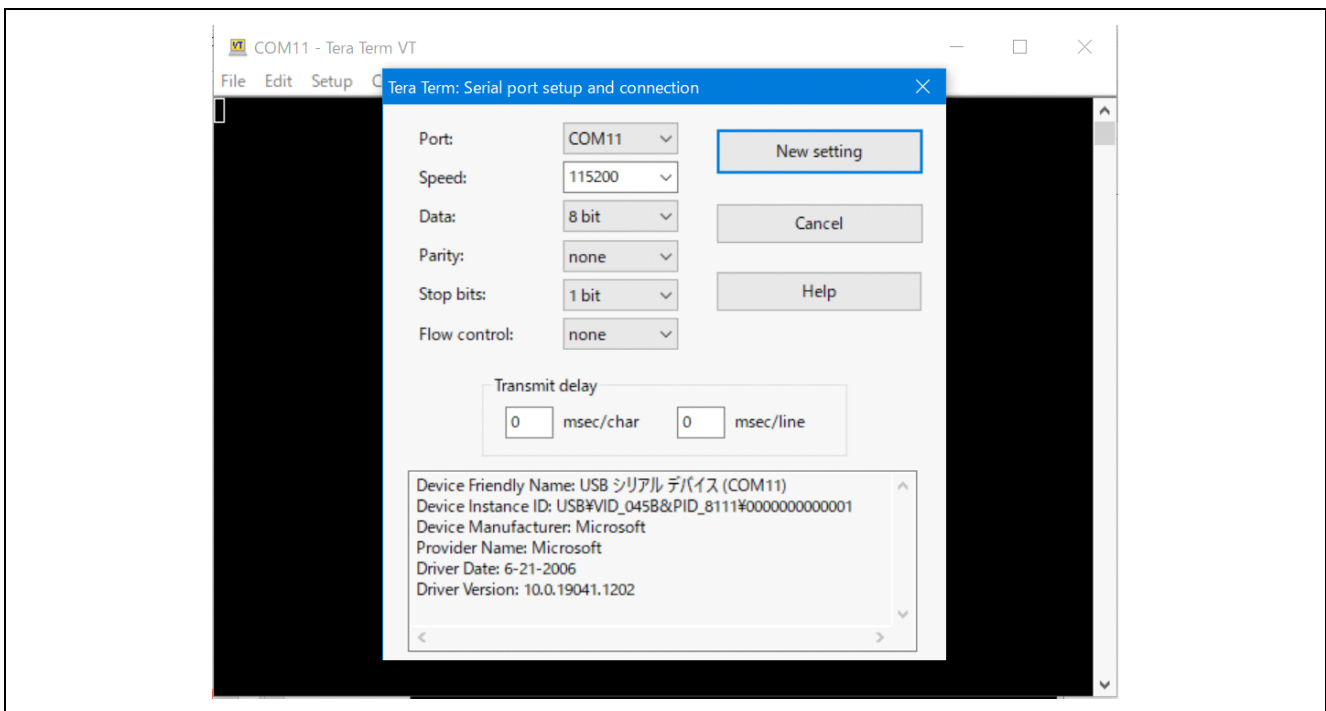 COM11 - Tera Term VT
File Edit Setup C
Tera Term: Serial port setup and connection
Port: COM11 New setting
Speed: 115200
Data: 8 bit Cancel
Parity: none
Stop bits: 1 bit Help
Flow control: none
Transmit delay
0 msec/char 0 msec/line
Device Friendly Name: USB シリアル デバイス (COM11)
Device Instance ID: USB¥VID_045B&PID_8111¥0000000000001
Device Manufacturer: Microsoft
Provider Name: Microsoft
Driver Date: 6-21-2006
Driver Version: 10.0.19041.1202